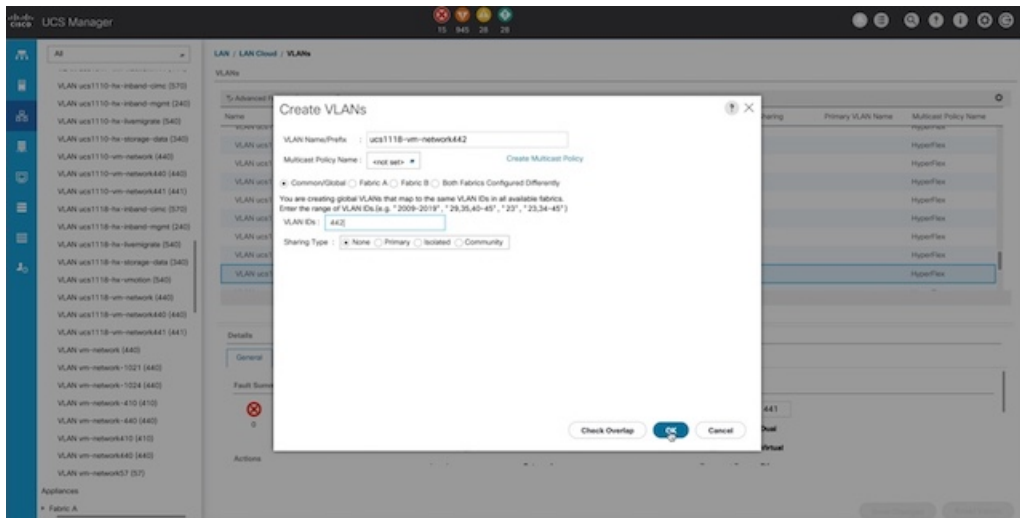 CISCO UCS Manager
15 945 28 28
All
VLAN ucs1110-hx-inband-cimc (570)
VLAN ucs1110-hx-inband-mgmt (240)
VLAN ucs1110-hx-livemigrate (540)
VLAN ucs1110-hx-storage-data (340)
VLAN ucs1110-vm-network (440)
VLAN ucs1110-vm-network440 (440)
VLAN ucs1110-vm-network441 (441)
VLAN ucs1118-hx-inband-cimc (570)
VLAN ucs1118-hx-inband-mgmt (240)
VLAN ucs1118-hx-livemigrate (540)
VLAN ucs1118-hx-storage-data (340)
VLAN ucs1118-hx-vmotion (540)
VLAN ucs1118-vm-network (440)
VLAN ucs1118-vm-network440 (440)
VLAN ucs1118-vm-network441 (441)
VLAN vm-network (440)
VLAN vm-network-1021 (440)
VLAN vm-network-1024 (440)
VLAN vm-network-410 (410)
VLAN vm-network-440 (440)
VLAN vm-network410 (410)
VLAN vm-network440 (440)
VLAN vm-network57 (57)
Appliances
Fabric A
LAN / LAN Cloud / VLANs
VLANs
Name
Sharing Primary VLAN Name Multicast Policy Name
HyperFlex
HyperFlex
HyperFlex
HyperFlex
HyperFlex
HyperFlex
HyperFlex
HyperFlex
Create VLANs
VLAN Name/Prefix : ucs1118-vm-network442
Multicast Policy Name : <not set> Create Multicast Policy
Common/Global Fabric A Fabric B Both Fabrics Configured Differently
You are creating global VLANs that map to the same VLAN IDs in all available fabrics.
Enter the range of VLAN IDs.(e.g. "2009-2019", "29,35,40-45", "23", "23,34-45")
VLAN IDs : 442
Sharing Type : None Primary Isolated Community
Check Overlap OK Cancel
Details
General
Fault Summ
0
Actions
441
Dual
Virtual